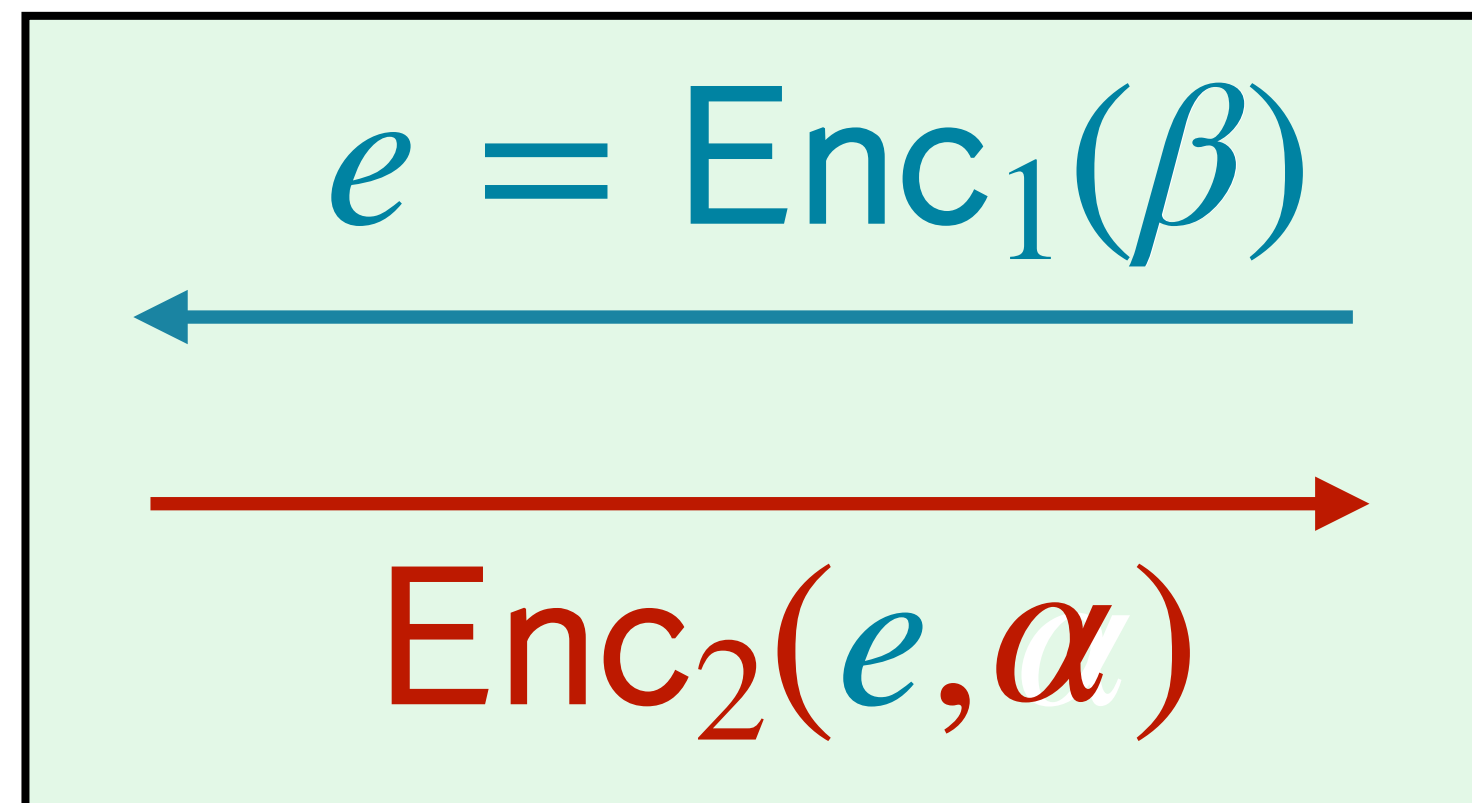 e = Enc₁(β)
Enc₂(e, α)